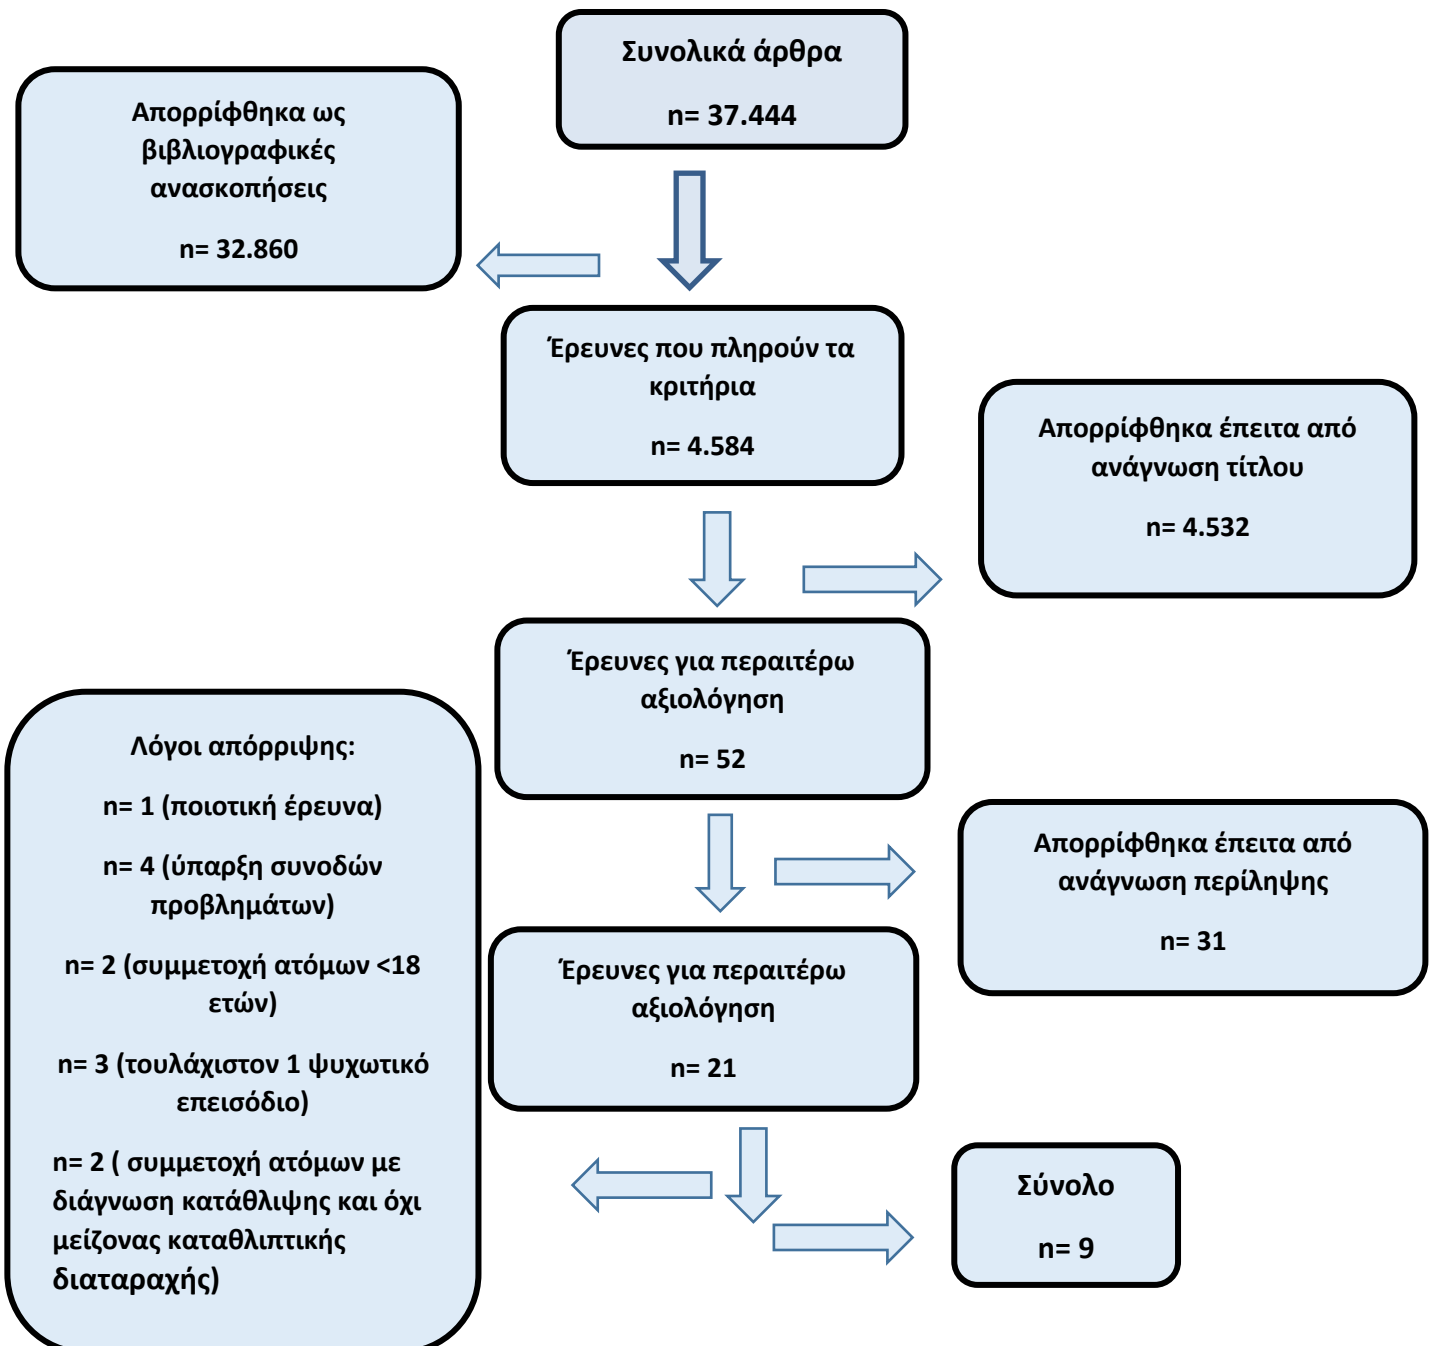 Συνολικά άρθρα
n= 37.444
Απορρίφθηκα ως
βιβλιογραφικές
ανασκοπήσεις
n= 32.860
Έρευνες που πληρούν τα
κριτήρια
n= 4.584
Απορρίφθηκα έπειτα από
ανάγνωση τίτλου
n= 4.532
Έρευνες για περαιτέρω
αξιολόγηση
n= 52
Απορρίφθηκα έπειτα από
ανάγνωση περίληψης
n= 31
Έρευνες για περαιτέρω
αξιολόγηση
n= 21
Λόγοι απόρριψης:
n= 1 (ποιοτική έρευνα)
n= 4 (ύπαρξη συνοδών
προβλημάτων)
n= 2 (συμμετοχή ατόμων <18
ετών)
n= 3 (τουλάχιστον 1 ψυχωτικό
επεισόδιο)
n= 2 ( συμμετοχή ατόμων με
διάγνωση κατάθλιψης και όχι
μείζονας καταθλιπτικής
διαταραχής)
Σύνολο
n= 9